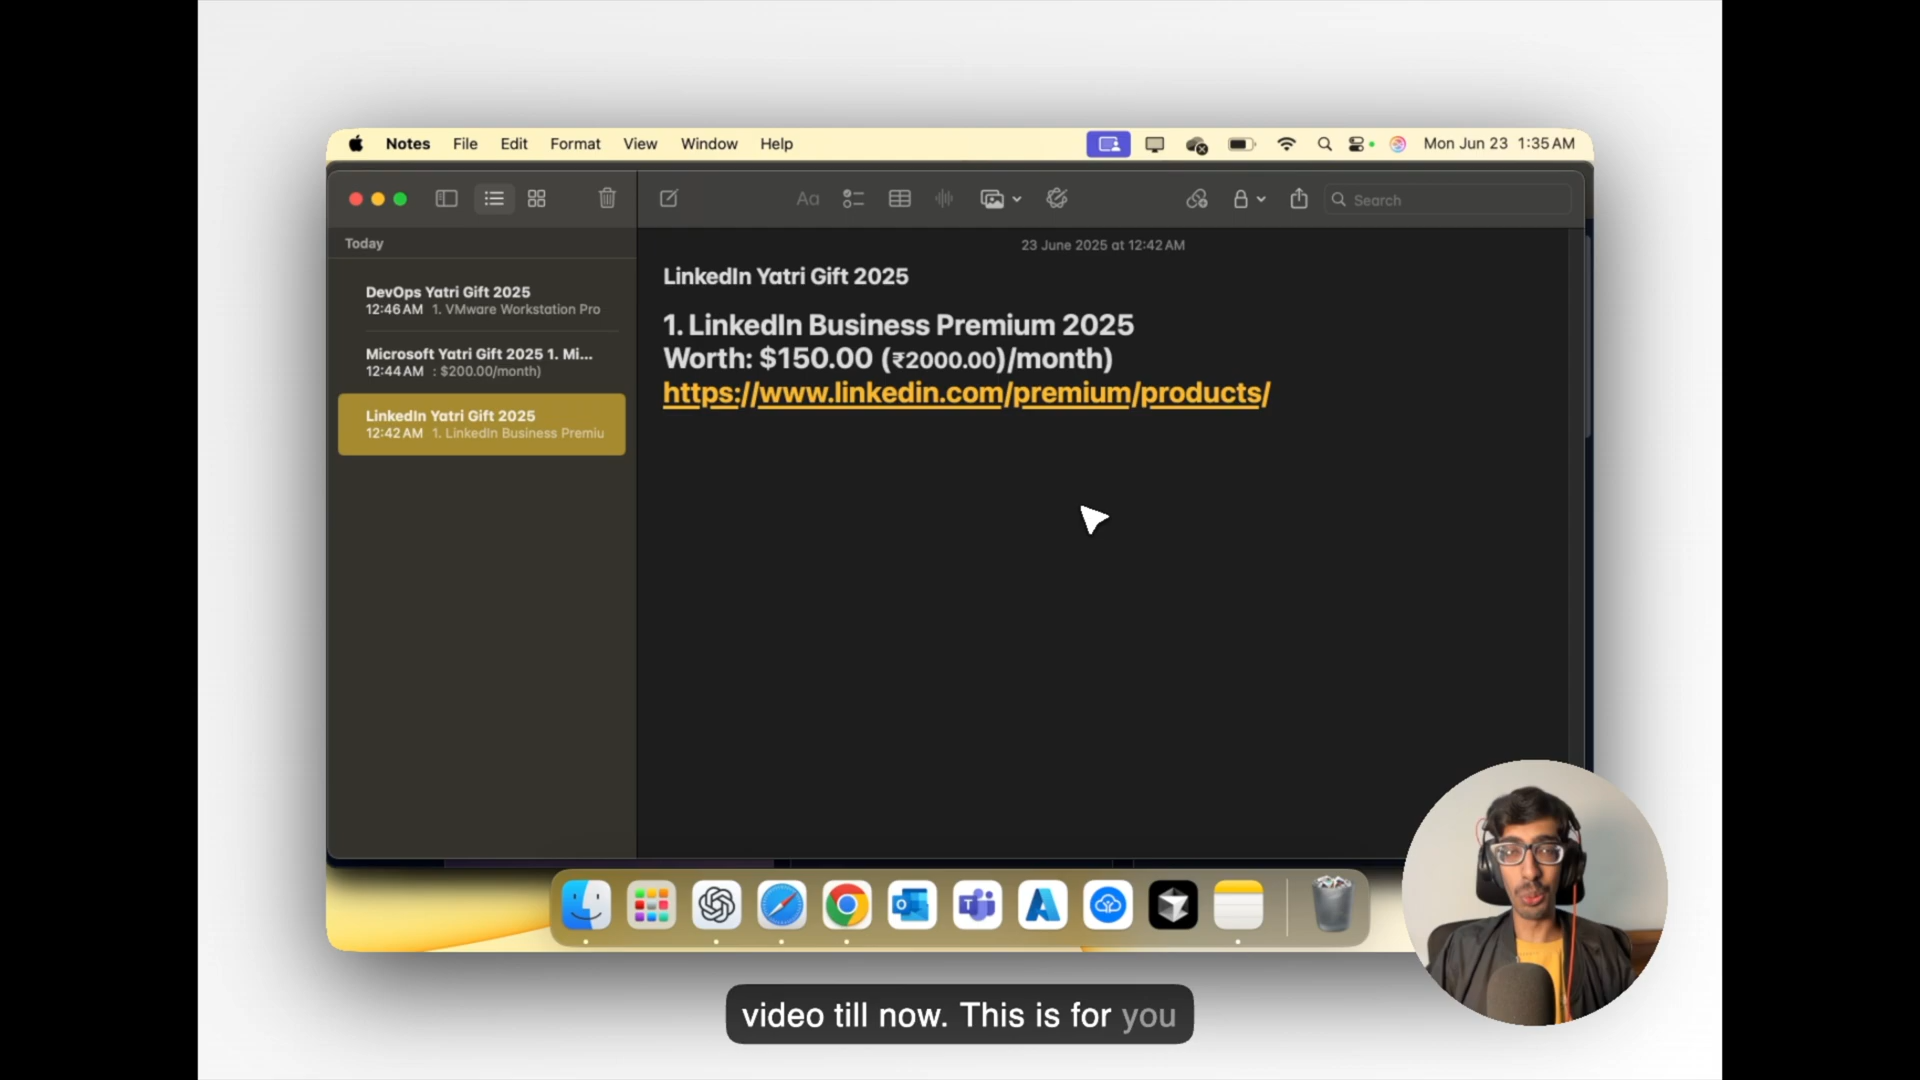 Notes File Edit Format View Window Help Mon Jun 23 1:35 AM
Aa
Search
Today
DevOps Yatri Gift 2025
12:46 AM 1. VMware Workstation Pro
Microsoft Yatri Gift 2025 1. Mi...
12:44 AM : $200.00/month)
LinkedIn Yatri Gift 2025
12:42 AM 1. LinkedIn Business Premiu
23 June 2025 at 12:42 AM
LinkedIn Yatri Gift 2025
1. LinkedIn Business Premium 2025
Worth: $150.00 (₹2000.00)/month)
https://www.linkedin.com/premium/products/
video till now. This is for you